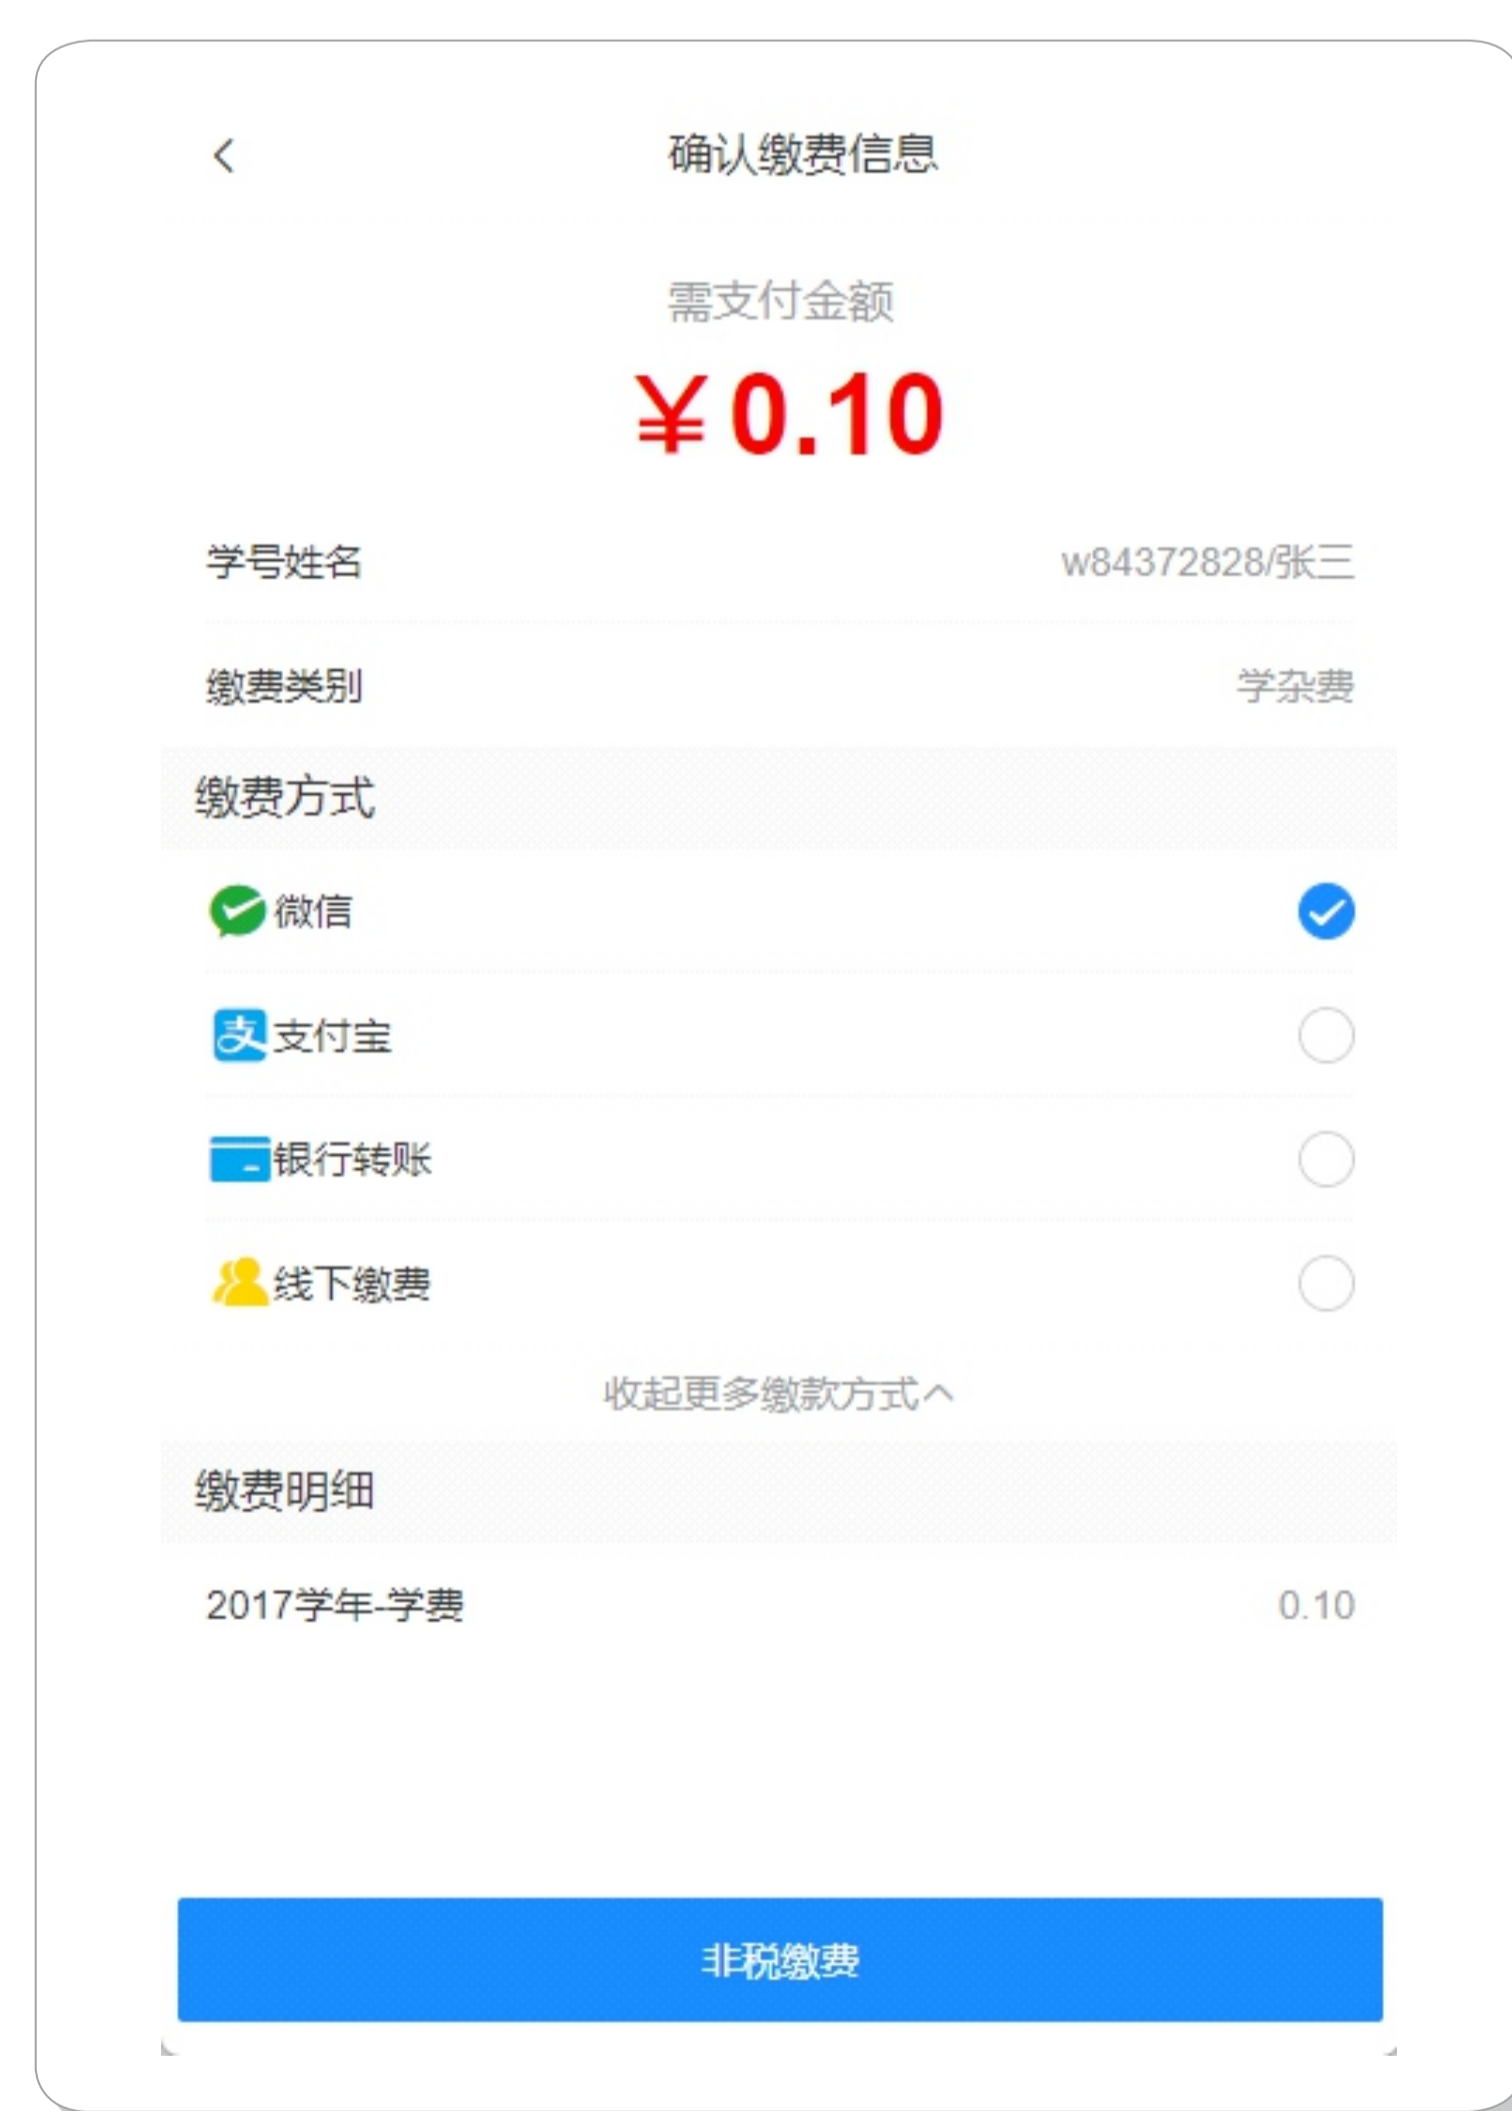 确认缴费信息
需支付金额
￥0.10
学号姓名 w84372828/张三
缴费类别 学杂费
缴费方式
微信
支付宝
银行转账
线下缴费
收起更多缴款方式
缴费明细
2017学年-学费 0.10
非税缴费